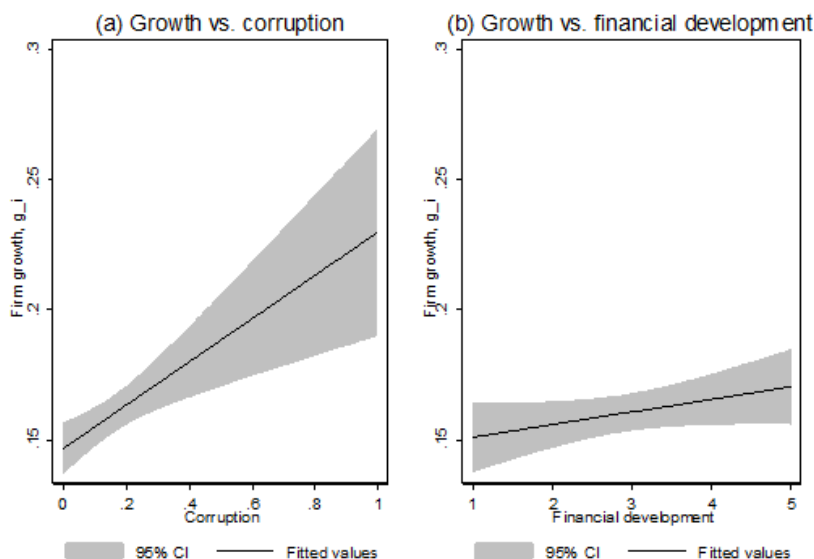 (a) Growth vs. corruption
Firm growth, g_i
.3
.25
.2
.15
0 .2 .4 .6 .8 1
Corruption
95% CI Fitted values
(b) Growth vs. financial development
Firm growth, g_i
.3
.25
.2
.15
1 2 3 4 5
Financial development
95% CI Fitted values